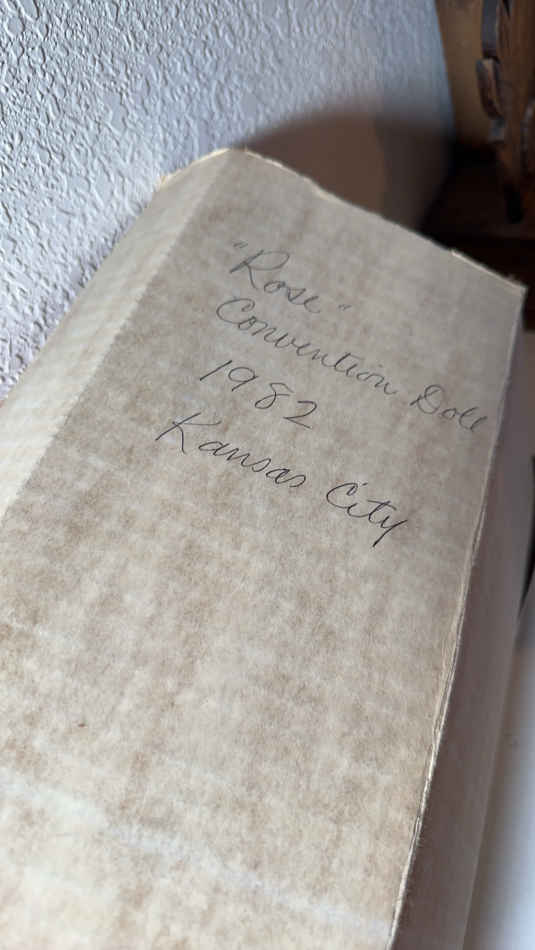 "Rose"
Convention Doll
1982
Kansas City